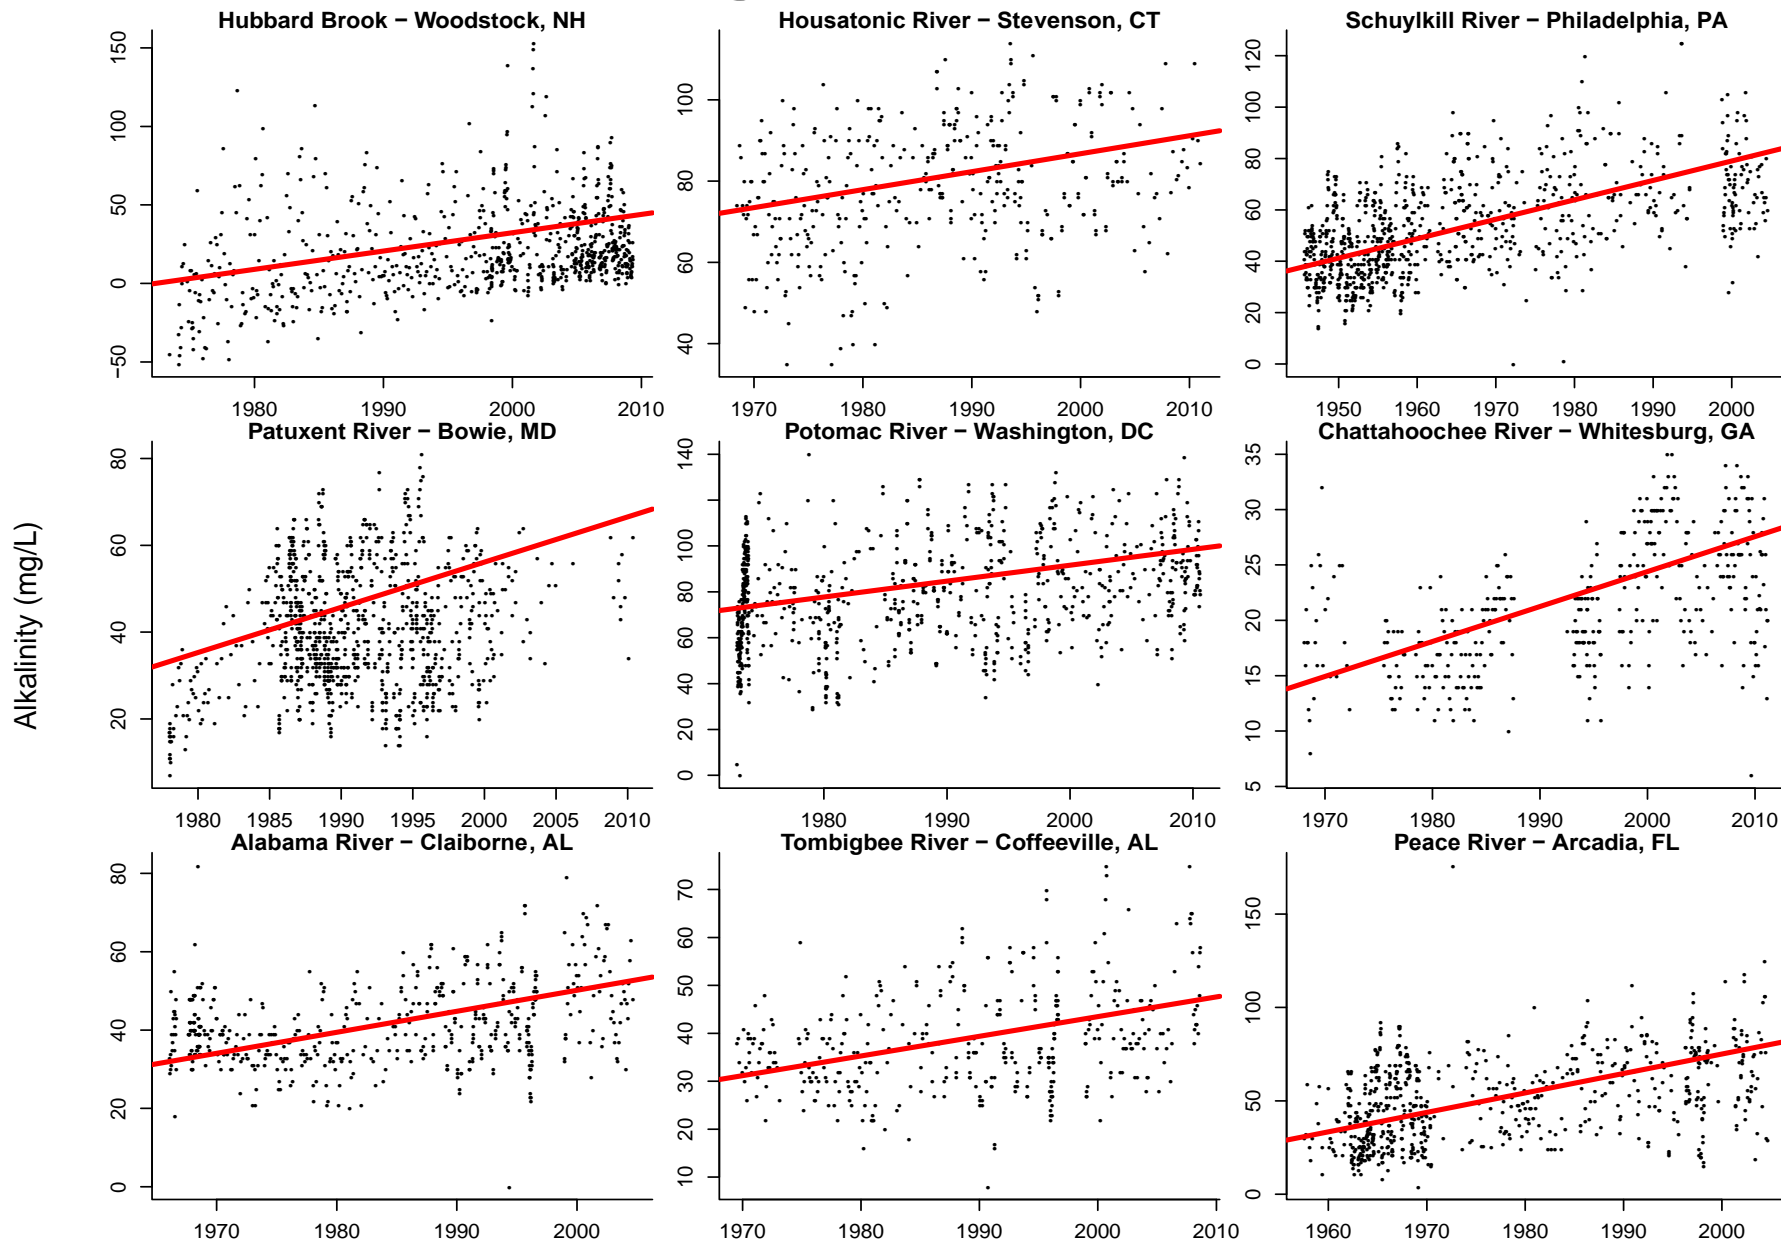 Hubbard Brook − Woodstock, NH
150
100
50
0
−50
1980 1990 2000 2010
Housatonic River − Stevenson, CT
100
80
60
40
1970 1980 1990 2000 2010
Schuylkill River − Philadelphia, PA
120
100
80
60
40
20
0
1950 1960 1970 1980 1990 2000
Alkalinity (mg/L)
Patuxent River − Bowie, MD
80
60
40
20
1980 1985 1990 1995 2000 2005 2010
Potomac River − Washington, DC
140
100
80
60
40
20
0
1980 1990 2000 2010
Chattahoochee River − Whitesburg, GA
35
30
25
20
15
10
5
1970 1980 1990 2000 2010
Alabama River − Claiborne, AL
80
60
40
20
0
1970 1980 1990 2000
Tombigbee River − Coffeeville, AL
70
60
50
40
30
20
10
1970 1980 1990 2000 2010
Peace River − Arcadia, FL
150
100
50
0
1960 1970 1980 1990 2000